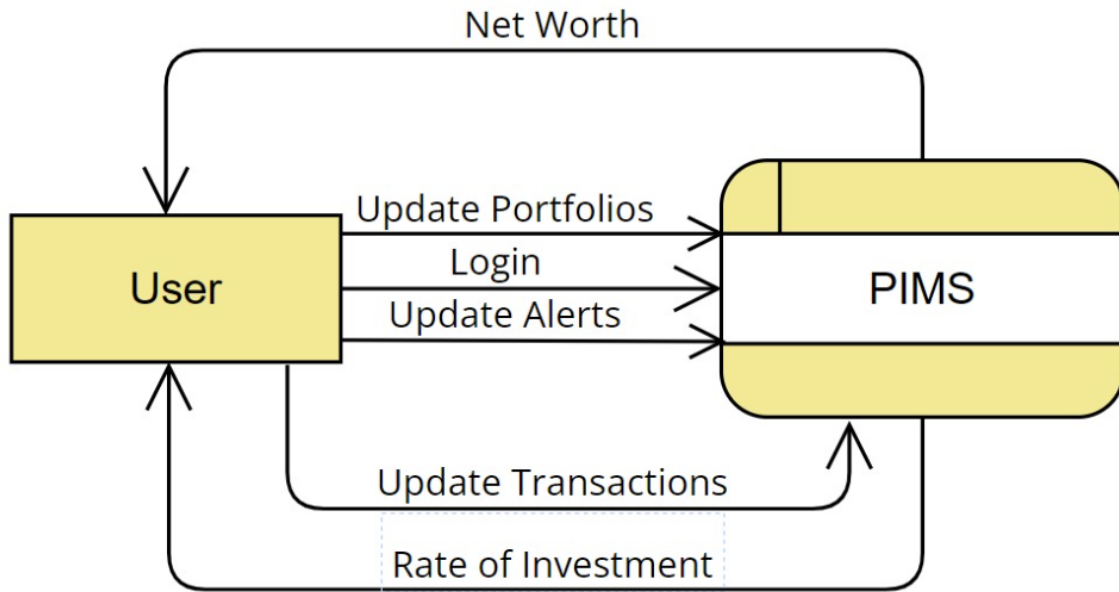 Net Worth
Update Portfolios
Login
User
PIMS
Update Alerts
Update Transactions
Rate of Investment